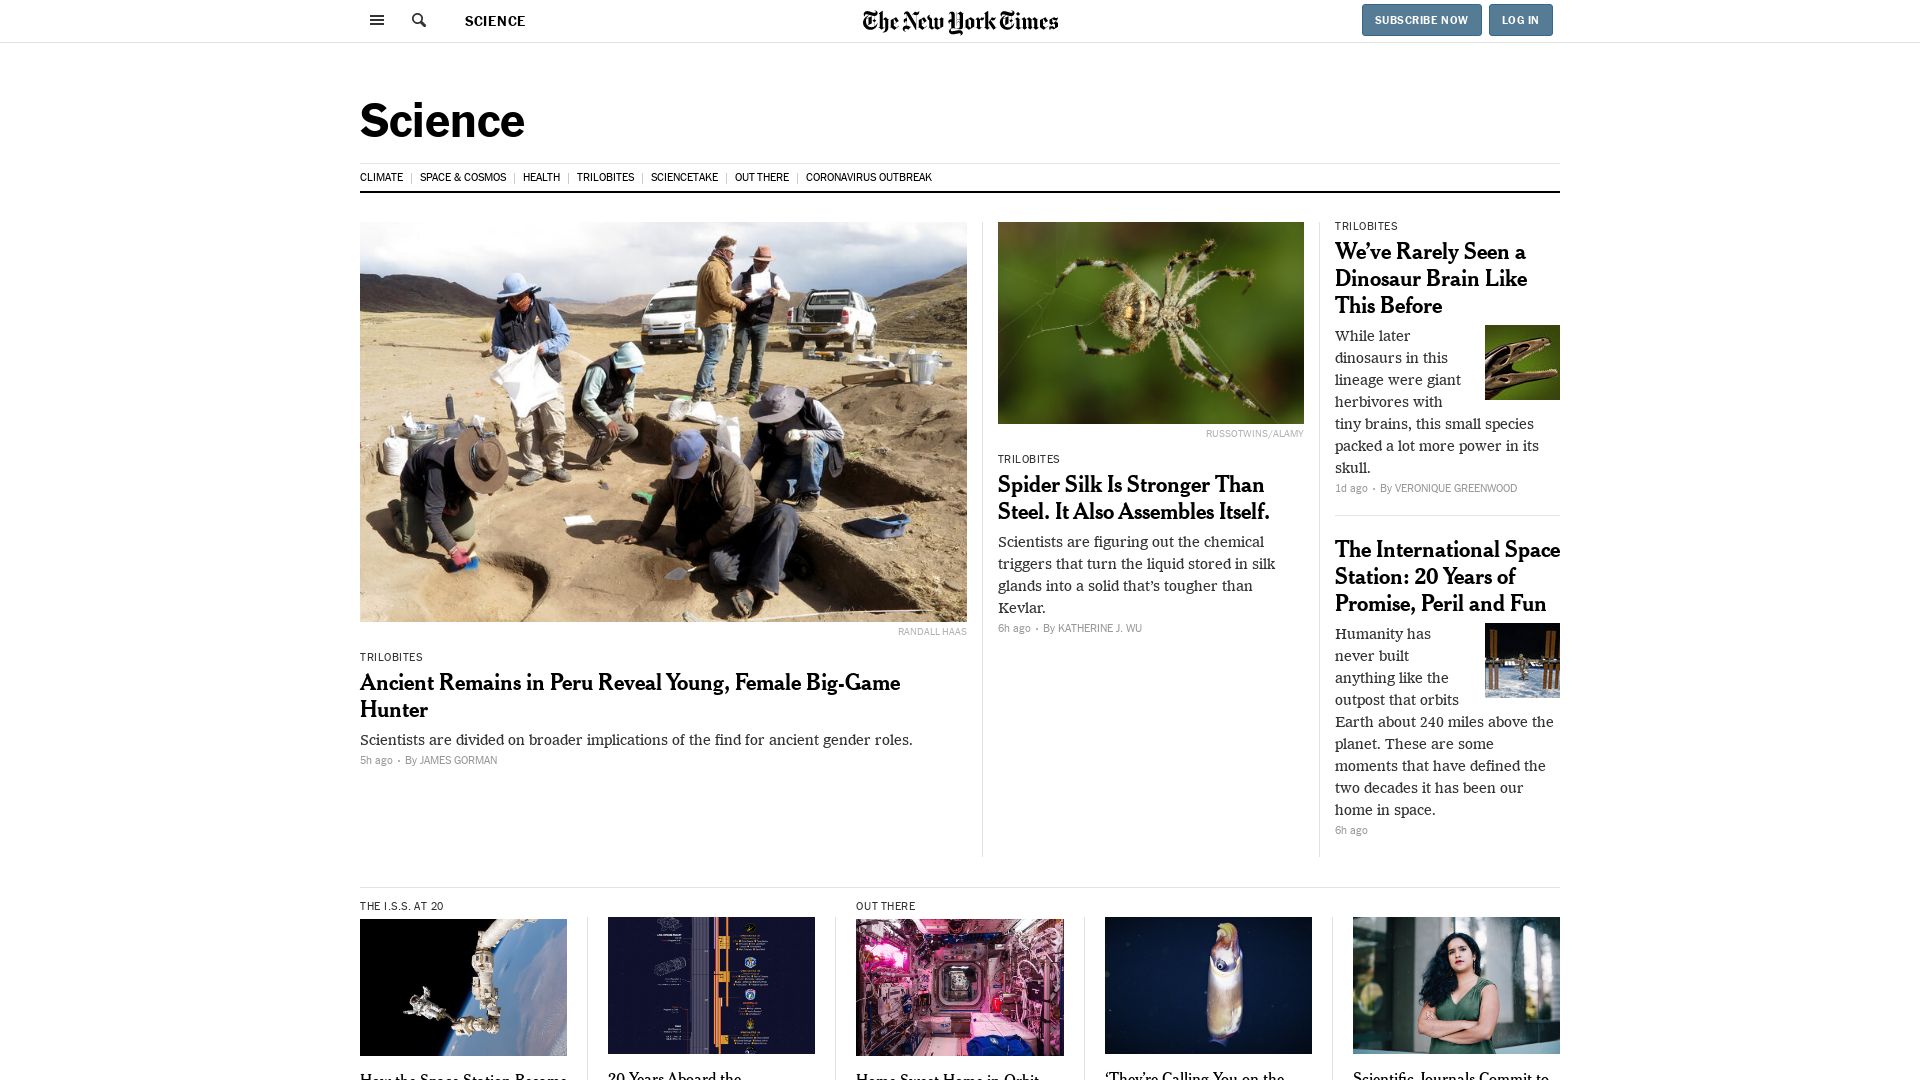 SCIENCE
The New York Times
SUBSCRIBE NOW
LOG IN
Science
CLIMATE
SPACE & COSMOS
HEALTH
TRILOBITES
SCIENCETAKE
OUT THERE
CORONAVIRUS OUTBREAK
RANDALL HAAS
TRILOBITES
Ancient Remains in Peru Reveal Young, Female Big-Game
Hunter
Scientists are divided on broader implications of the find for ancient gender roles.
5h ago • By JAMES GORMAN
RUSSOTWINS/ALAMY
TRILOBITES
Spider Silk Is Stronger Than
Steel. It Also Assembles Itself.
Scientists are figuring out the chemical
triggers that turn the liquid stored in silk
glands into a solid that’s tougher than
Kevlar.
6h ago • By KATHERINE J. WU
TRILOBITES
We’ve Rarely Seen a
Dinosaur Brain Like
This Before
While later
dinosaurs in this
lineage were giant
herbivores with
tiny brains, this small species
packed a lot more power in its
skull.
1d ago • By VERONIQUE GREENWOOD
The International Space
Station: 20 Years of
Promise, Peril and Fun
Humanity has
never built
anything like the
outpost that orbits
Earth about 240 miles above the
planet. These are some
moments that have defined the
two decades it has been our
home in space.
6h ago
THE I.S.S. AT 20
How the Space Station Became
20 Years Aboard the
OUT THERE
Home Sweet Home in Orbit
‘They’re Calling You on the
Scientific Journals Commit to